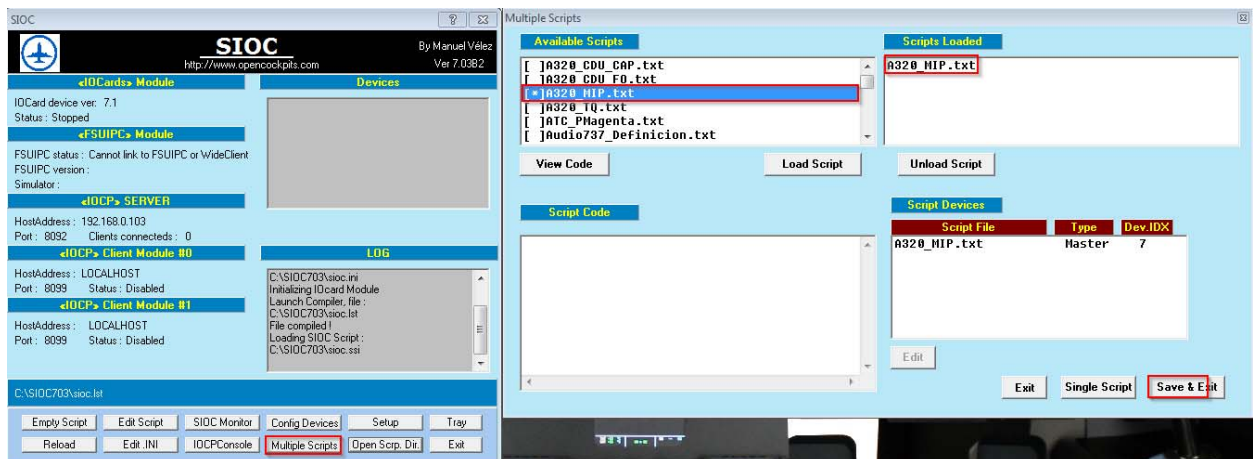 SIOC
SIOC
http://www.opencockpits.com
By Manuel Vélez
Ver 7.03B2
«IOCards» Module
IOCard device ver: 7.1
Status : Stopped
«FSUIPC» Module
FSUIPC status : Cannot link to FSUIPC or WideClient
FSUIPC version :
Simulator :
«IOCP» SERVER
HostAddress : 192.168.0.103
Port : 8092 Clients connecteds : 0
«IOCP» Client Module #0
HostAddress : LOCALHOST
Port : 8099 Status : Disabled
«IOCP» Client Module #1
HostAddress : LOCALHOST
Port : 8099 Status : Disabled
Devices
LOG
C:\SIOC703\sioc.ini
Initializing IOcard Module
Launch Compiler, file :
C:\SIOC703\sioc.lst
File compiled !
Loading SIOC Script :
C:\SIOC703\sioc.ssi
C:\SIOC703\sioc.lst
Empty Script Edit Script SIOC Monitor Config Devices Setup Tray
Reload Edit .INI IOCPConsole Multiple Scripts Open Scrp. Dir. Exit
Multiple Scripts
Available Scripts
[ ]A320_CDU_CAP.txt
[ ]A320_CDU_FO.txt
[*]A320_MIP.txt
[ ]A320_TQ.txt
[ ]ATC_PMagenta.txt
[ ]Audio737_Definicion.txt
View Code Load Script
Scripts Loaded
A320_MIP.txt
Unload Script
Script Code
Script Devices
Script File Type Dev.IDX
A320_MIP.txt Master 7
Edit
Exit Single Script Save & Exit